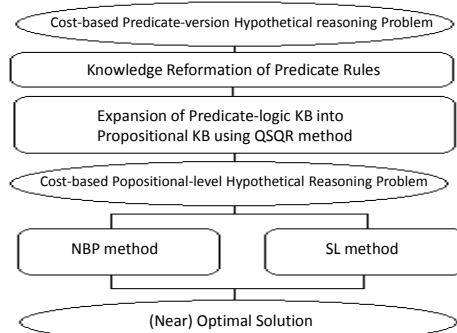 Cost-based Predicate-version Hypothetical reasoning Problem
Knowledge Reformation of Predicate Rules
Expansion of Predicate-logic KB into
Propositional KB using QSQR method
Cost-based Popositional-level Hypothetical Reasoning Problem
NBP method
SL method
(Near) Optimal Solution